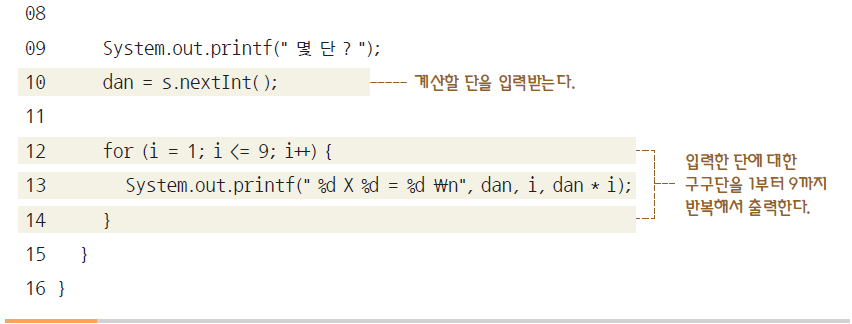 08
09 System.out.printf(" 몇 단 ? ");
10 dan = s.nextInt( ); 계산할 단을 입력받는다.
11
12 for (i = 1; i <= 9; i++) {
13 System.out.printf(" %d X %d = %d ₩n", dan, i, dan * i);
14 }
입력한 단에 대한
구구단을 1부터 9까지
반복해서 출력한다.
15 }
16 }